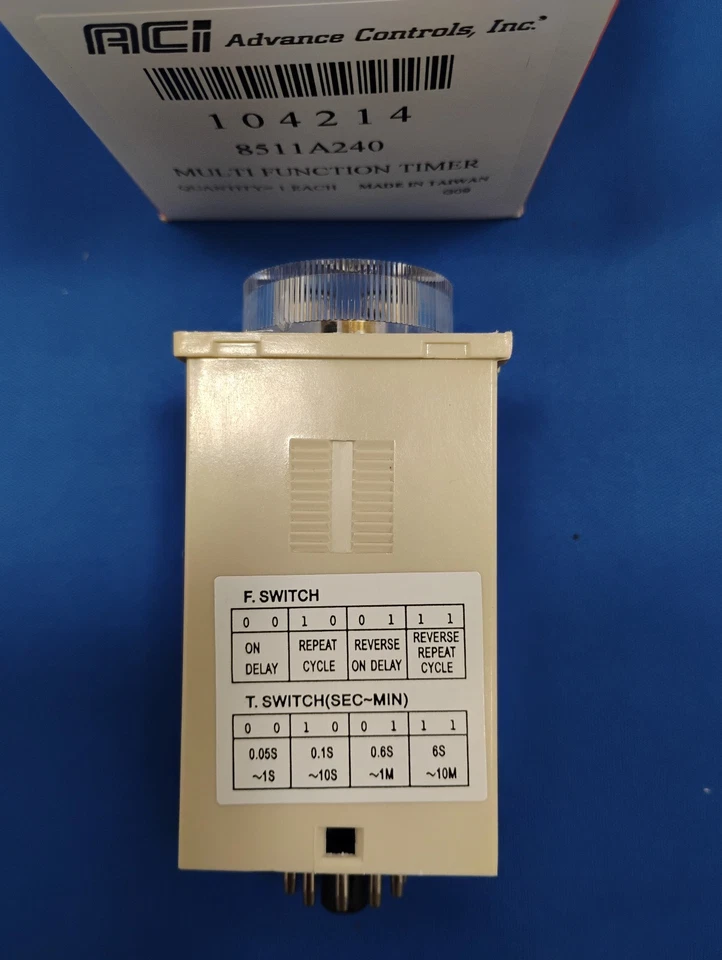 ACi Advance Controls, Inc.®
104214
8511A240
MULTI FUNCTION TIMER
QUANTITY= 1 EACH MADE IN TAIWAN
F. SWITCH
0 0 1 0 0 1 1 1
ON DELAY REPEAT CYCLE REVERSE ON DELAY REVERSE REPEAT CYCLE
T. SWITCH(SEC~MIN)
0 0 1 0 0 1 1 1
0.05S 0.1S 0.6S 6S
~1S ~10S ~1M ~10M